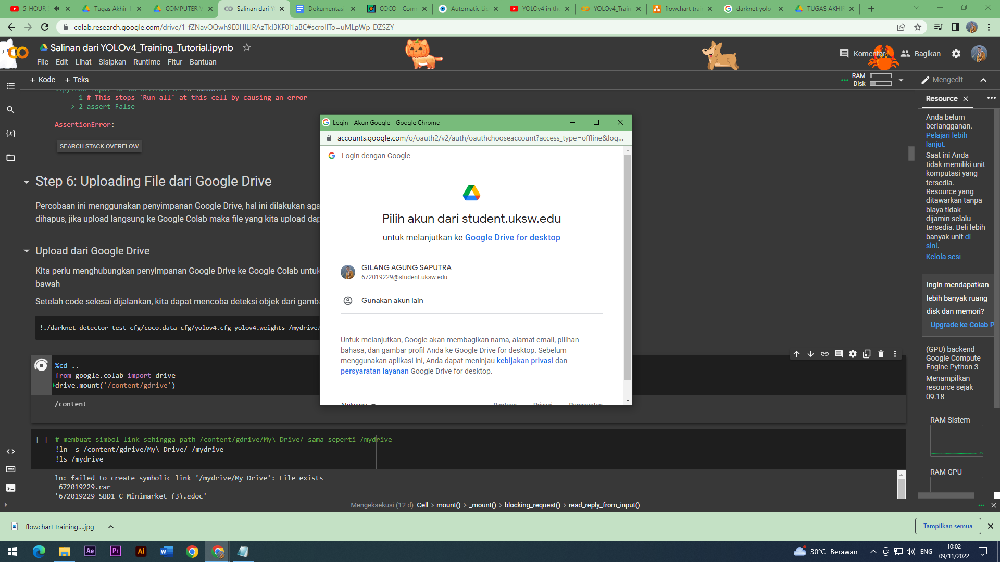 5-HOUR
Tugas Akhir
COMPUTER V
Salinan dari
Dokumentasi
COCO - Com
Automatic Lic
YOLOv4 in th
YOLOv4_Train
flowchart trai
darknet yolo
TUGAS AKHIR
colab.research.google.com/drive/1-fZNavOQwh9E0HILIRAzTkI3KF0I1aBC#scrollTo=uMLpWp-DZSZY
Salinan dari YOLOv4_Training_Tutorial.ipynb
File Edit Lihat Sisipkan Runtime Fitur Bantuan
Komentar
Bagikan
+ Kode + Teks
RAM
Disk
Mengedit
1 # This stops 'Run all' at this cell by causing an error
----> 2 assert False
AssertionError:
SEARCH STACK OVERFLOW
Step 6: Uploading File dari Google Drive
Percobaan ini menggunakan penyimpanan Google Drive, hal ini dilakukan aga
dihapus, jika upload langsung ke Google Colab maka file yang kita upload dap
Upload dari Google Drive
Kita perlu menghubungkan penyimpanan Google Drive ke Google Colab untuk
bawah
Setelah code selesai dijalankan, kita dapat mencoba deteksi objek dari gamba
!./darknet detector test cfg/coco.data cfg/yolov4.cfg yolov4.weights /mydrive/
%cd ..
from google.colab import drive
drive.mount('/content/gdrive')
/content
[ ] # membuat simbol link sehingga path /content/gdrive/My\ Drive/ sama seperti /mydrive
!ln -s /content/gdrive/My\ Drive/ /mydrive
!ls /mydrive
ln: failed to create symbolic link '/mydrive/My Drive': File exists
672019229.rar
'672019229 SBD1 C Minimarket (3).gdoc'
Login - Akun Google - Google Chrome
accounts.google.com/o/oauth2/v2/auth/oauthchooseaccount?access_type=offline&log...
Login dengan Google
Pilih akun dari student.uksw.edu
untuk melanjutkan ke Google Drive for desktop
GILANG AGUNG SAPUTRA
672019229@student.uksw.edu
Gunakan akun lain
Untuk melanjutkan, Google akan membagikan nama, alamat email, pilihan
bahasa, dan gambar profil Anda ke Google Drive for desktop. Sebelum
menggunakan aplikasi ini, Anda dapat meninjau kebijakan privasi dan
persyaratan layanan Google Drive for desktop.
Afrikaans
Bantuan
Privasi
Persyaratan
Resource
Anda belum
berlangganan.
Pelajari lebih
lanjut.
Saat ini Anda
tidak memiliki unit
komputasi yang
tersedia.
Resource yang
ditawarkan tanpa
biaya tidak
dijamin selalu
tersedia. Beli lebih
banyak unit di
sini.
Kelola sesi
Ingin mendapatkan
lebih banyak ruang
disk dan memori?
Upgrade ke Colab P
(GPU) backend
Google Compute
Engine Python 3
Menampilkan
resource sejak
09.18
RAM Sistem
RAM GPU
Mengeksekusi (12 d) Cell > mount() > _mount() > blocking_request() > read_reply_from_input()
flowchart training....jpg
Tampilkan semua
Ae
Pr
Ai
30°C Berawan
ENG
10:02
09/11/2022